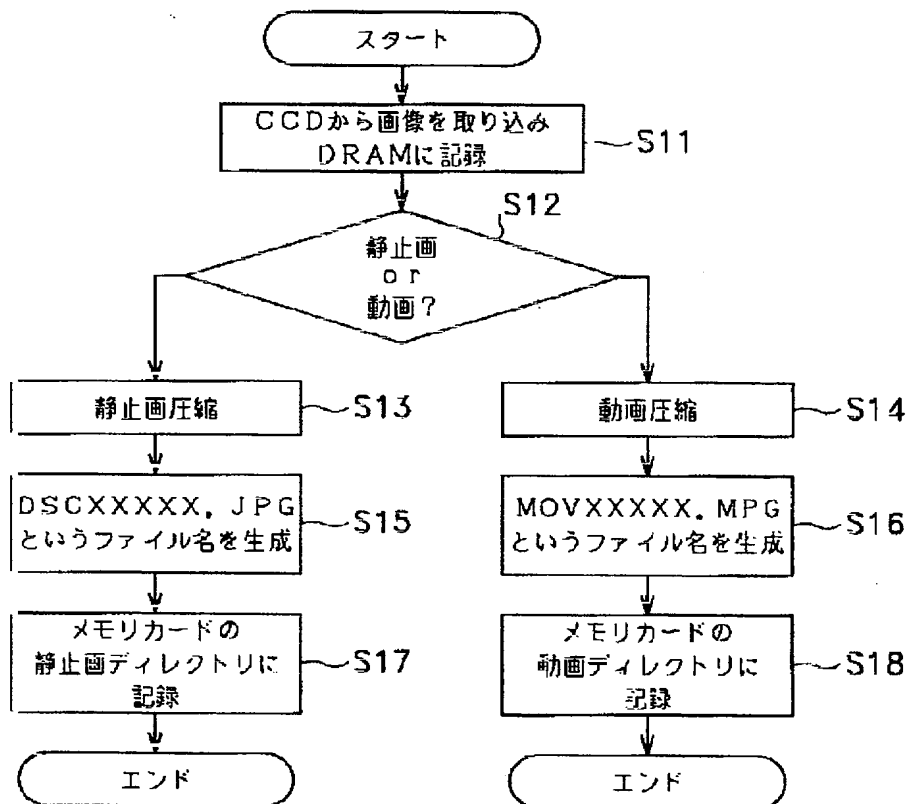 スタート
CCDから画像を取り込み
DRAMに記録
S11
S12
静止画
or
動画?
静止画圧縮
S13
動画圧縮
S14
DSCXXXXX. JPG
というファイル名を生成
S15
MOVXXXXX. MPG
というファイル名を生成
S16
メモリカードの
静止画ディレクトリに
記録
S17
メモリカードの
動画ディレクトリに
記録
S18
エンド
エンド